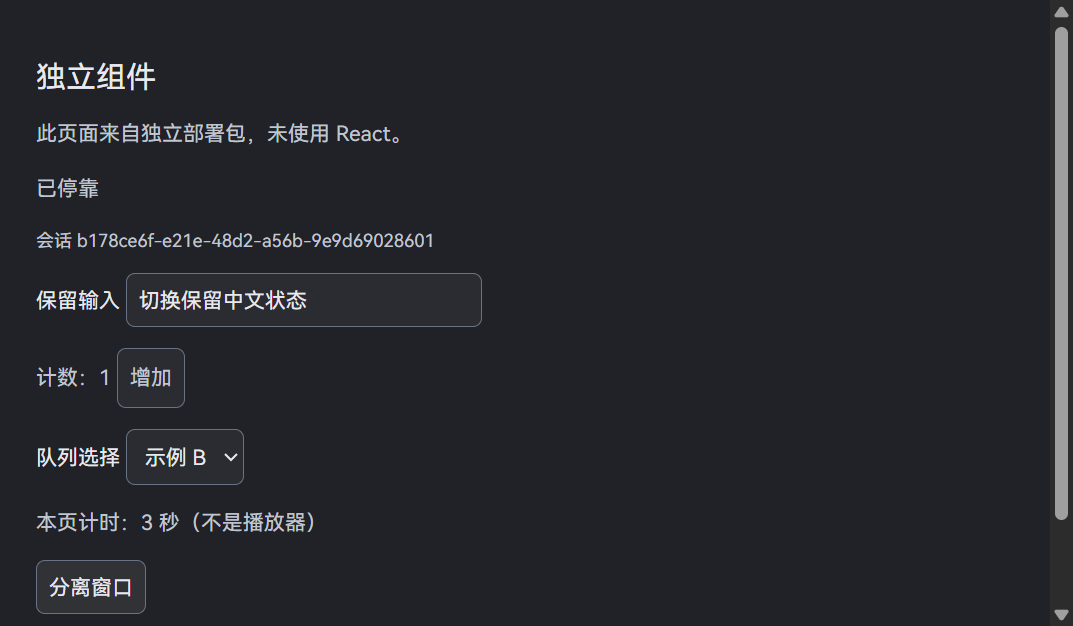 独立组件
此页面来自独立部署包，未使用 React。
已停靠
会话 b178ce6f-e21e-48d2-a56b-9e9d69028601
保留输入 切换保留中文状态
计数：1 增加
队列选择 示例 B
本页计时：3 秒（不是播放器）
分离窗口